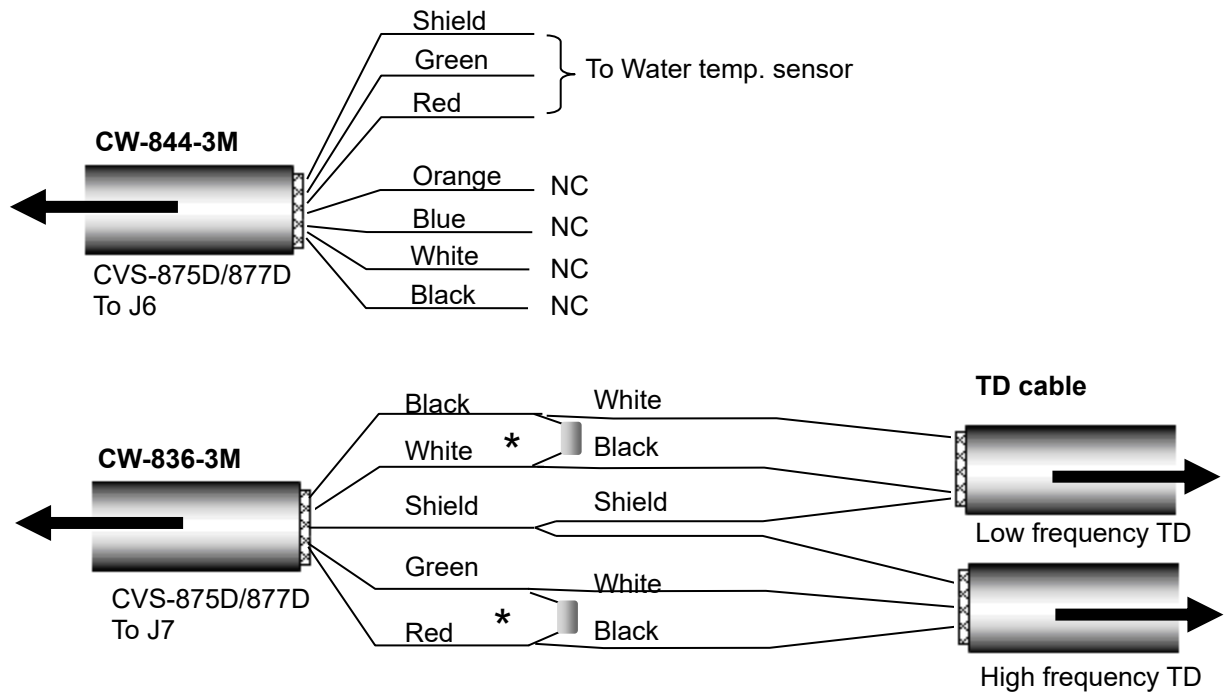 Shield
Green
To Water temp. sensor
Red
CW-844-3M
Orange NC
Blue NC
White NC
Black NC
CVS-875D/877D
To J6
TD cable
Black White
White * Black
CW-836-3M
Shield Shield
Low frequency TD
Green White
CVS-875D/877D
To J7
Red * Black
High frequency TD